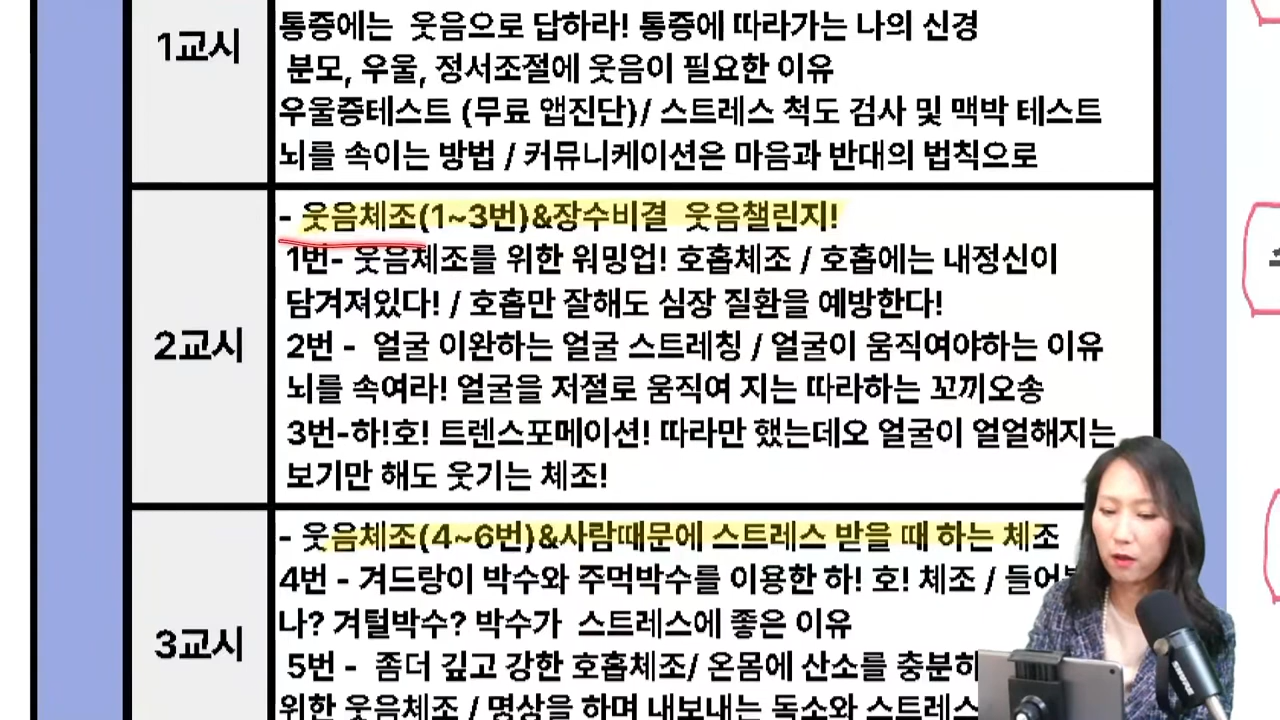 1교시
통증에는 웃음으로 답하라! 통증에 따라가는 나의 신경
분모, 우울, 정서조절에 웃음이 필요한 이유
우울증테스트 (무료 앱진단)/ 스트레스 척도 검사 및 맥박 테스트
뇌를 속이는 방법 / 커뮤니케이션은 마음과 반대의 법칙으로
2교시
- 웃음체조(1~3번)&장수비결 웃음챌린지!
1번- 웃음체조를 위한 워밍업! 호흡체조 / 호흡에는 내정신이
담겨져있다! / 호흡만 잘해도 심장 질환을 예방한다!
2번 - 얼굴 이완하는 얼굴 스트레칭 / 얼굴이 움직여야하는 이유
뇌를 속여라! 얼굴을 저절로 움직여 지는 따라하는 꼬끼오송
3번-하!호! 트렌스포메이션! 따라만 했는데오 얼굴이 얼얼해지는
보기만 해도 웃기는 체조!
3교시
- 웃음체조(4~6번)&사람때문에 스트레스 받을 때 하는 체조
4번 - 겨드랑이 박수와 주먹박수를 이용한 하! 호! 체조 /
나? 겨털박수? 박수가 스트레스에 좋은 이유
5번 - 좀더 깊고 강한 호흡체조/ 온몸에 산소를
위한 웃음체조 / 명상을 하며 내보내는 독소와 스트레스